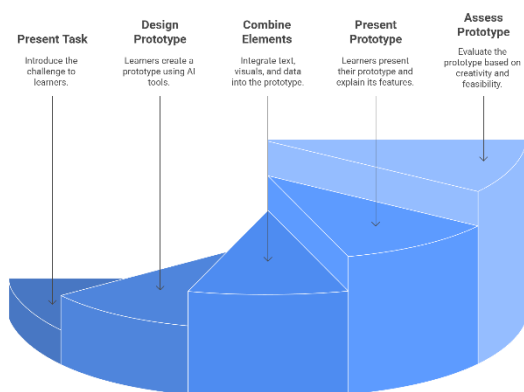 Present Task
Introduce the
challenge to
learners.
Design
Prototype
Learners create a
prototype using AI
tools.
Combine
Elements
Integrate text,
visuals, and data
into the prototype.
Present
Prototype
Learners present
their prototype and
explain its features.
Assess
Prototype
Evaluate the
prototype based on
creativity and
feasibility.